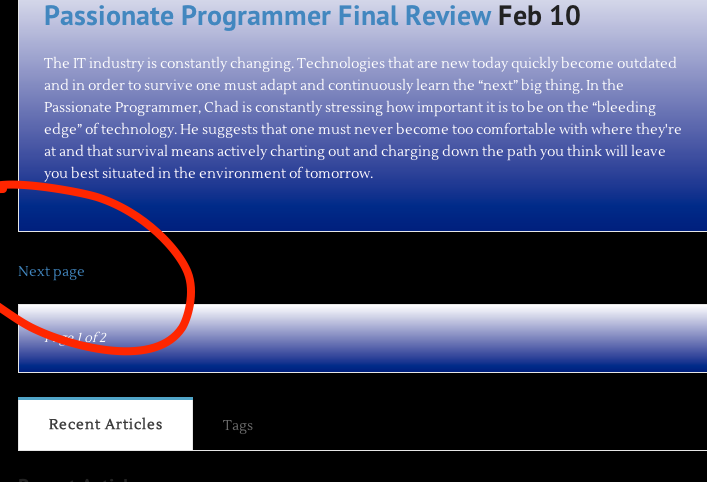 Passionate Programmer Final Review Feb 10
The IT industry is constantly changing. Technologies that are new today quickly become outdated
and in order to survive one must adapt and continuously learn the “next” big thing. In the
Passionate Programmer, Chad is constantly stressing how important it is to be on the “bleeding
edge” of technology. He suggests that one must never become too comfortable with where they're
at and that survival means actively charting out and charging down the path you think will leave
you best situated in the environment of tomorrow.
Next page
Page 1 of 2
Recent Articles
Tags
Recent Articles